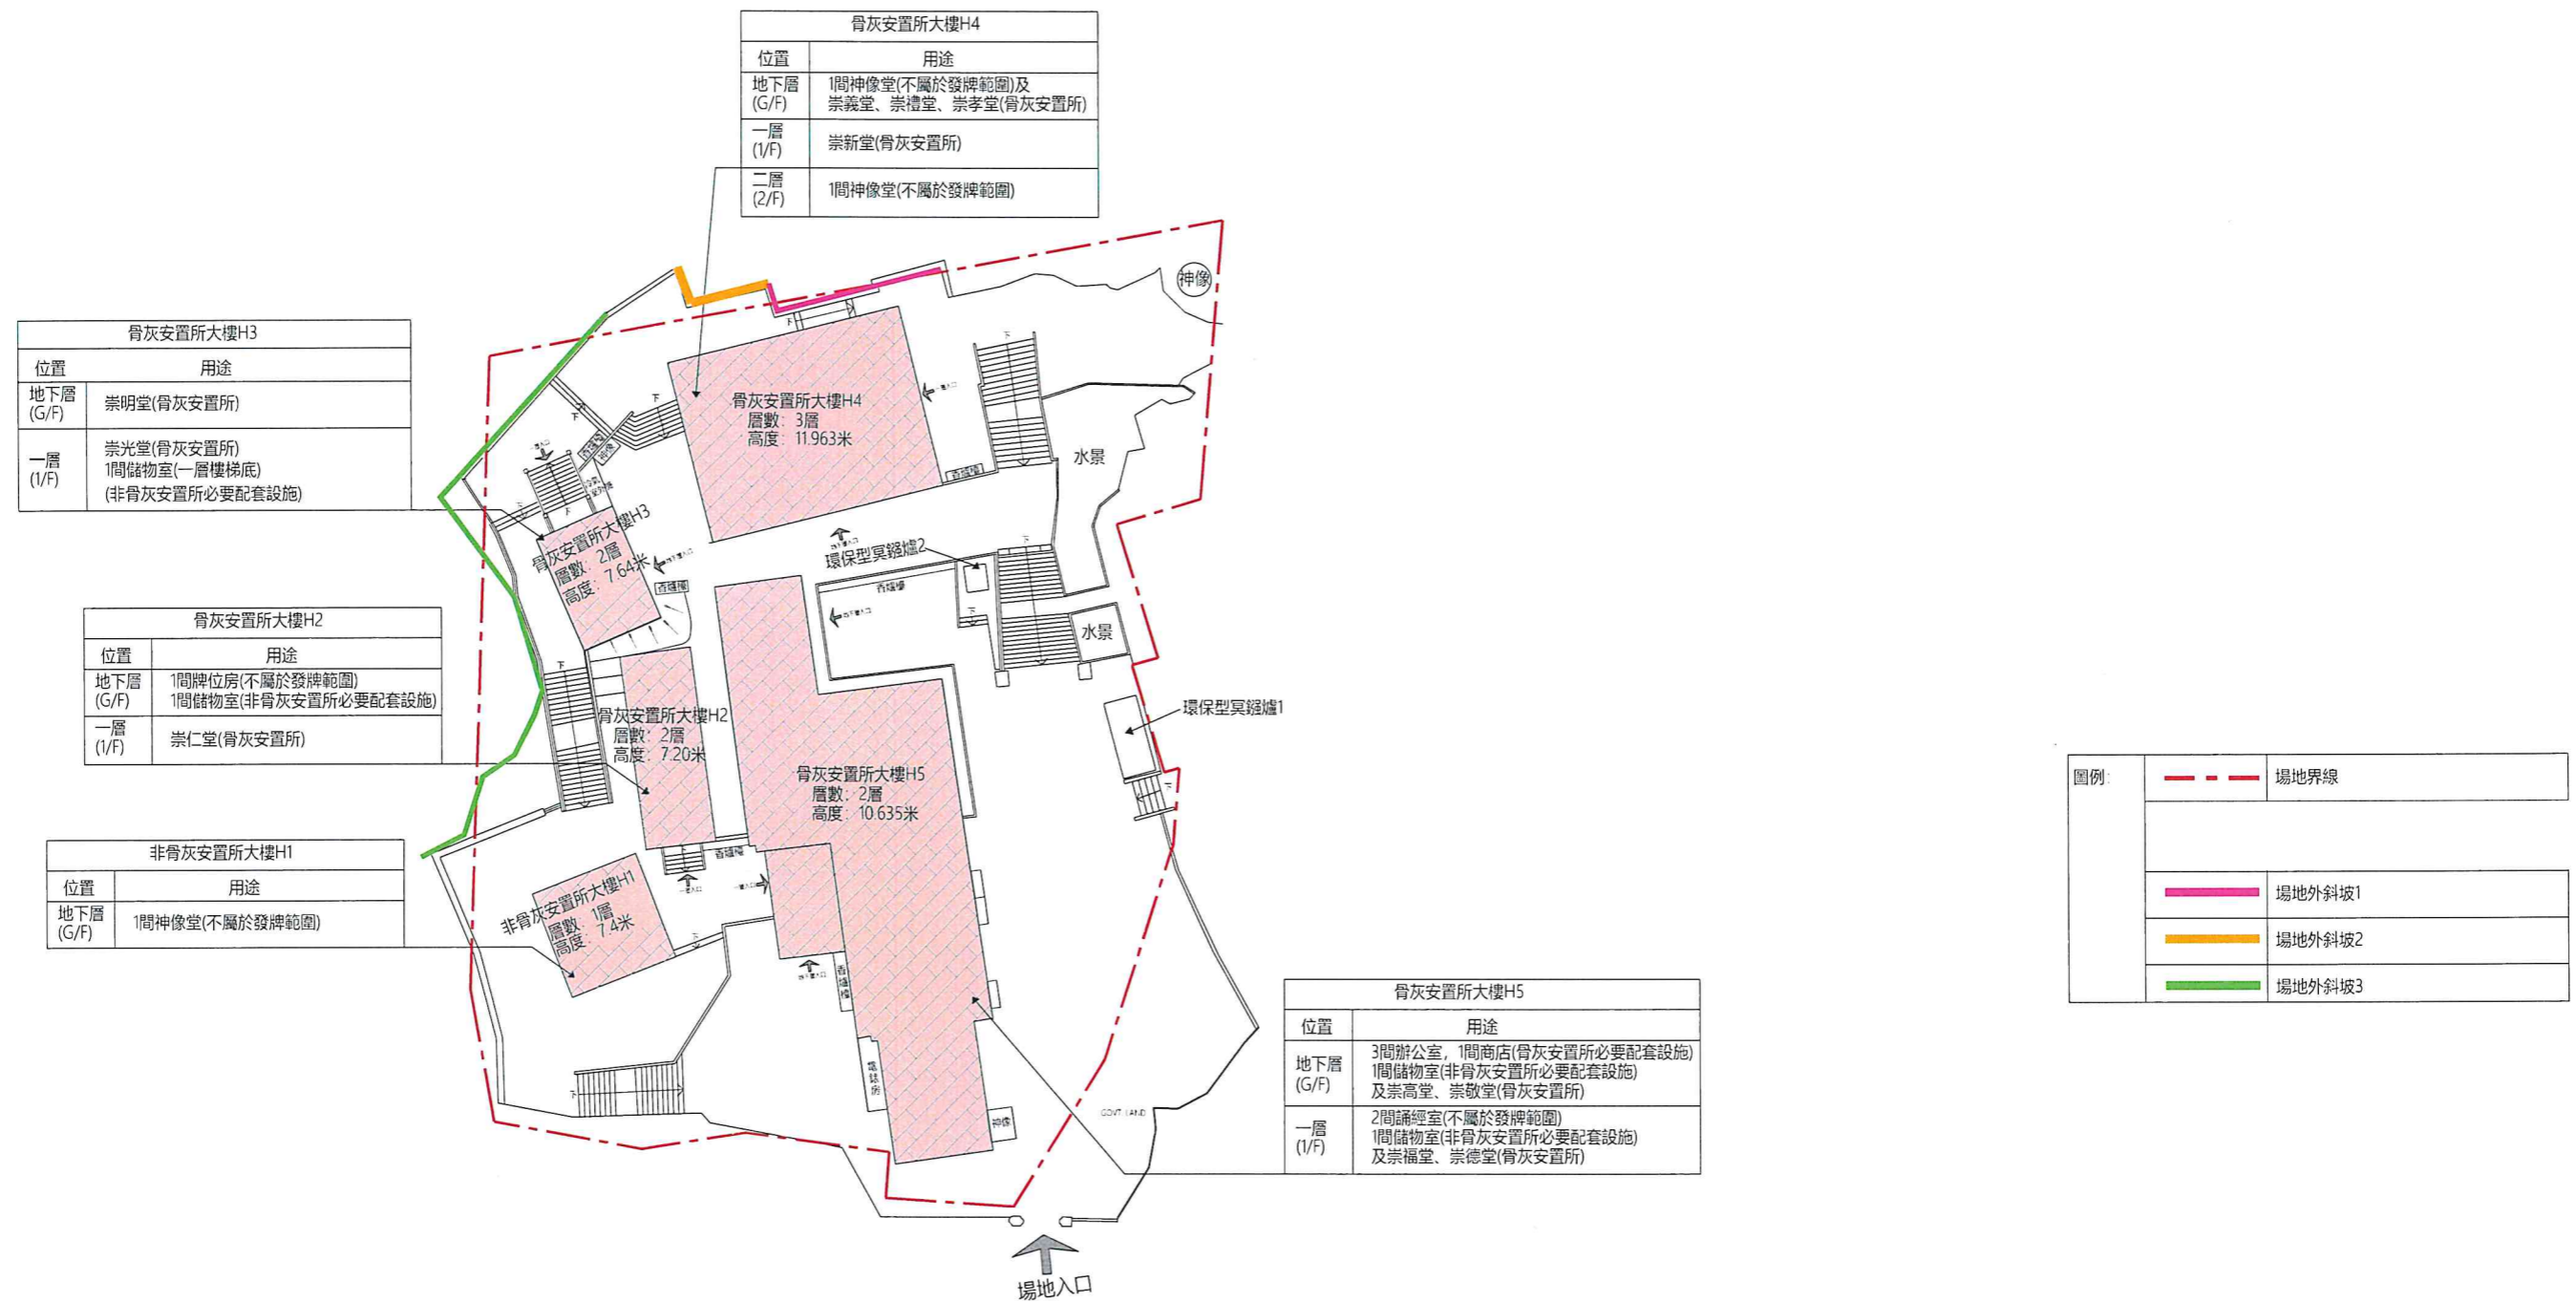 骨灰安置所大樓H4
位置 用途
地下層 (G/F) 1間神像堂(不屬於發牌範圍)及
崇義堂、崇禮堂、崇孝堂(骨灰安置所)
一層 (1/F) 崇新堂(骨灰安置所)
二層 (2/F) 1間神像堂(不屬於發牌範圍)
骨灰安置所大樓H3
位置 用途
地下層 (G/F) 崇明堂(骨灰安置所)
一層 (1/F) 崇光堂(骨灰安置所)
1間儲物室(一層樓梯底)
(非骨灰安置所必要配套設施)
骨灰安置所大樓H2
位置 用途
地下層 (G/F) 1間牌位房(不屬於發牌範圍)
1間儲物室(非骨灰安置所必要配套設施)
一層 (1/F) 崇仁堂(骨灰安置所)
非骨灰安置所大樓H1
位置 用途
地下層 (G/F) 1間神像堂(不屬於發牌範圍)
神像
骨灰安置所大樓H4
層數：3層
高度：11.963米
水景
骨灰安置所大樓H3
層數：2層
高度：7.64米
環保型冥鏹爐2
水景
骨灰安置所大樓H2
層數：2層
高度：7.20米
環保型冥鏹爐1
骨灰安置所大樓H5
層數：2層
高度：10.635米
非骨灰安置所大樓H1
層數：1層
高度：7.4米
神像
GOVT. LAND
場地入口
骨灰安置所大樓H5
位置 用途
地下層 (G/F) 3間辦公室，1間商店(骨灰安置所必要配套設施)
1間儲物室(非骨灰安置所必要配套設施)
及崇高堂、崇敬堂(骨灰安置所)
一層 (1/F) 2間誦經室(不屬於發牌範圍)
1間儲物室(非骨灰安置所必要配套設施)
及崇福堂、崇德堂(骨灰安置所)
圖例：
場地界線
場地外斜坡1
場地外斜坡2
場地外斜坡3